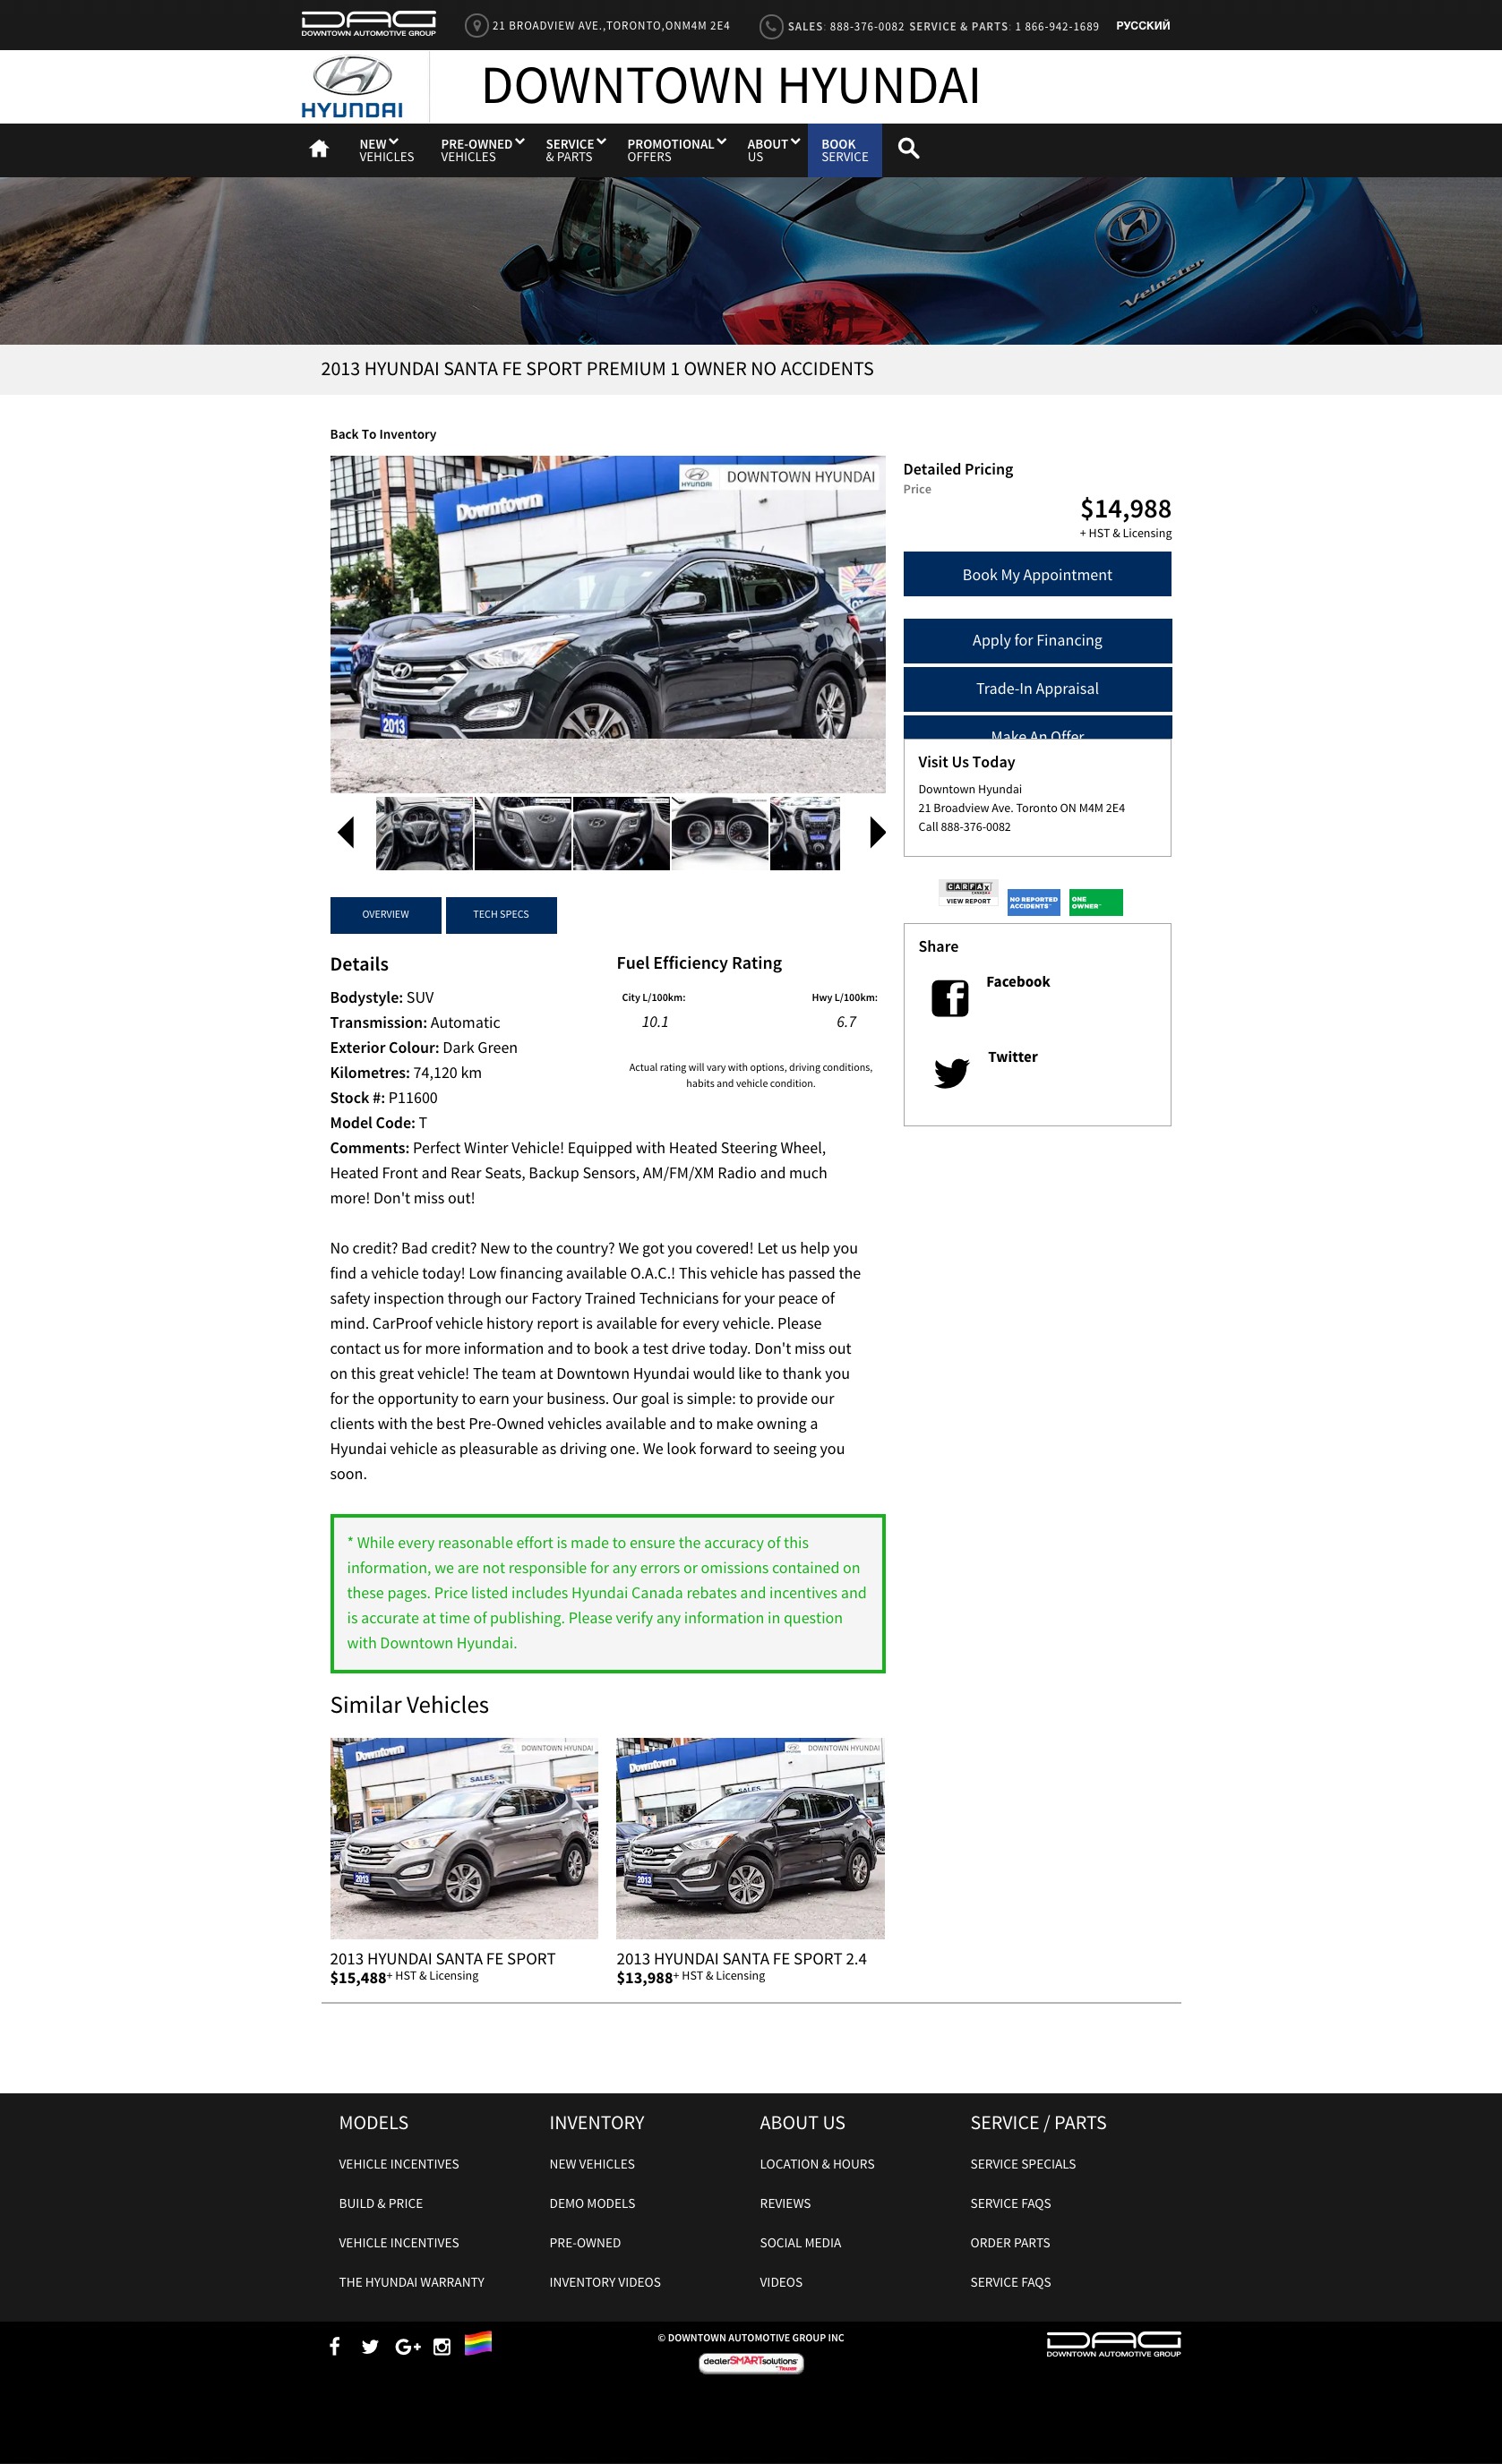 DAG
DOWNTOWN AUTOMOTIVE GROUP
21 BROADVIEW AVE.,TORONTO,ONM4M 2E4
SALES: 888-376-0082 SERVICE & PARTS: 1 866-942-1689
РУССКИЙ
HYUNDAI
DOWNTOWN HYUNDAI
NEW VEHICLES
PRE-OWNED VEHICLES
SERVICE & PARTS
PROMOTIONAL OFFERS
ABOUT US
BOOK SERVICE
Veloster
2013 HYUNDAI SANTA FE SPORT PREMIUM 1 OWNER NO ACCIDENTS
Back To Inventory
HYUNDAI DOWNTOWN HYUNDAI
Downtown
2013
Detailed Pricing
Price
$14,988
+ HST & Licensing
Book My Appointment
Apply for Financing
Trade-In Appraisal
Make An Offer
Visit Us Today
Downtown Hyundai
21 Broadview Ave. Toronto ON M4M 2E4
Call 888-376-0082
CARFAX
CANADA
VIEW REPORT
NO REPORTED ACCIDENTS
ONE OWNER
Share
Facebook
Twitter
OVERVIEW
TECH SPECS
Details
Bodystyle: SUV
Transmission: Automatic
Exterior Colour: Dark Green
Kilometres: 74,120 km
Stock #: P11600
Model Code: T
Fuel Efficiency Rating
City L/100km:
Hwy L/100km:
10.1
6.7
Actual rating will vary with options, driving conditions,
habits and vehicle condition.
Comments: Perfect Winter Vehicle! Equipped with Heated Steering Wheel,
Heated Front and Rear Seats, Backup Sensors, AM/FM/XM Radio and much
more! Don't miss out!
No credit? Bad credit? New to the country? We got you covered! Let us help you
find a vehicle today! Low financing available O.A.C.! This vehicle has passed the
safety inspection through our Factory Trained Technicians for your peace of
mind. CarProof vehicle history report is available for every vehicle. Please
contact us for more information and to book a test drive today. Don't miss out
on this great vehicle! The team at Downtown Hyundai would like to thank you
for the opportunity to earn your business. Our goal is simple: to provide our
clients with the best Pre-Owned vehicles available and to make owning a
Hyundai vehicle as pleasurable as driving one. We look forward to seeing you
soon.
* While every reasonable effort is made to ensure the accuracy of this
information, we are not responsible for any errors or omissions contained on
these pages. Price listed includes Hyundai Canada rebates and incentives and
is accurate at time of publishing. Please verify any information in question
with Downtown Hyundai.
Similar Vehicles
Downtown
DOWNTOWN HYUNDAI
SALES
2013
Downtown
DOWNTOWN HYUNDAI
SALES
2013
2013 HYUNDAI SANTA FE SPORT
$15,488+ HST & Licensing
2013 HYUNDAI SANTA FE SPORT 2.4
$13,988+ HST & Licensing
MODELS
VEHICLE INCENTIVES
BUILD & PRICE
VEHICLE INCENTIVES
THE HYUNDAI WARRANTY
INVENTORY
NEW VEHICLES
DEMO MODELS
PRE-OWNED
INVENTORY VIDEOS
ABOUT US
LOCATION & HOURS
REVIEWS
SOCIAL MEDIA
VIDEOS
SERVICE / PARTS
SERVICE SPECIALS
SERVICE FAQS
ORDER PARTS
SERVICE FAQS
G+
© DOWNTOWN AUTOMOTIVE GROUP INC
dealerSMARTsolutions
DAG
DOWNTOWN AUTOMOTIVE GROUP